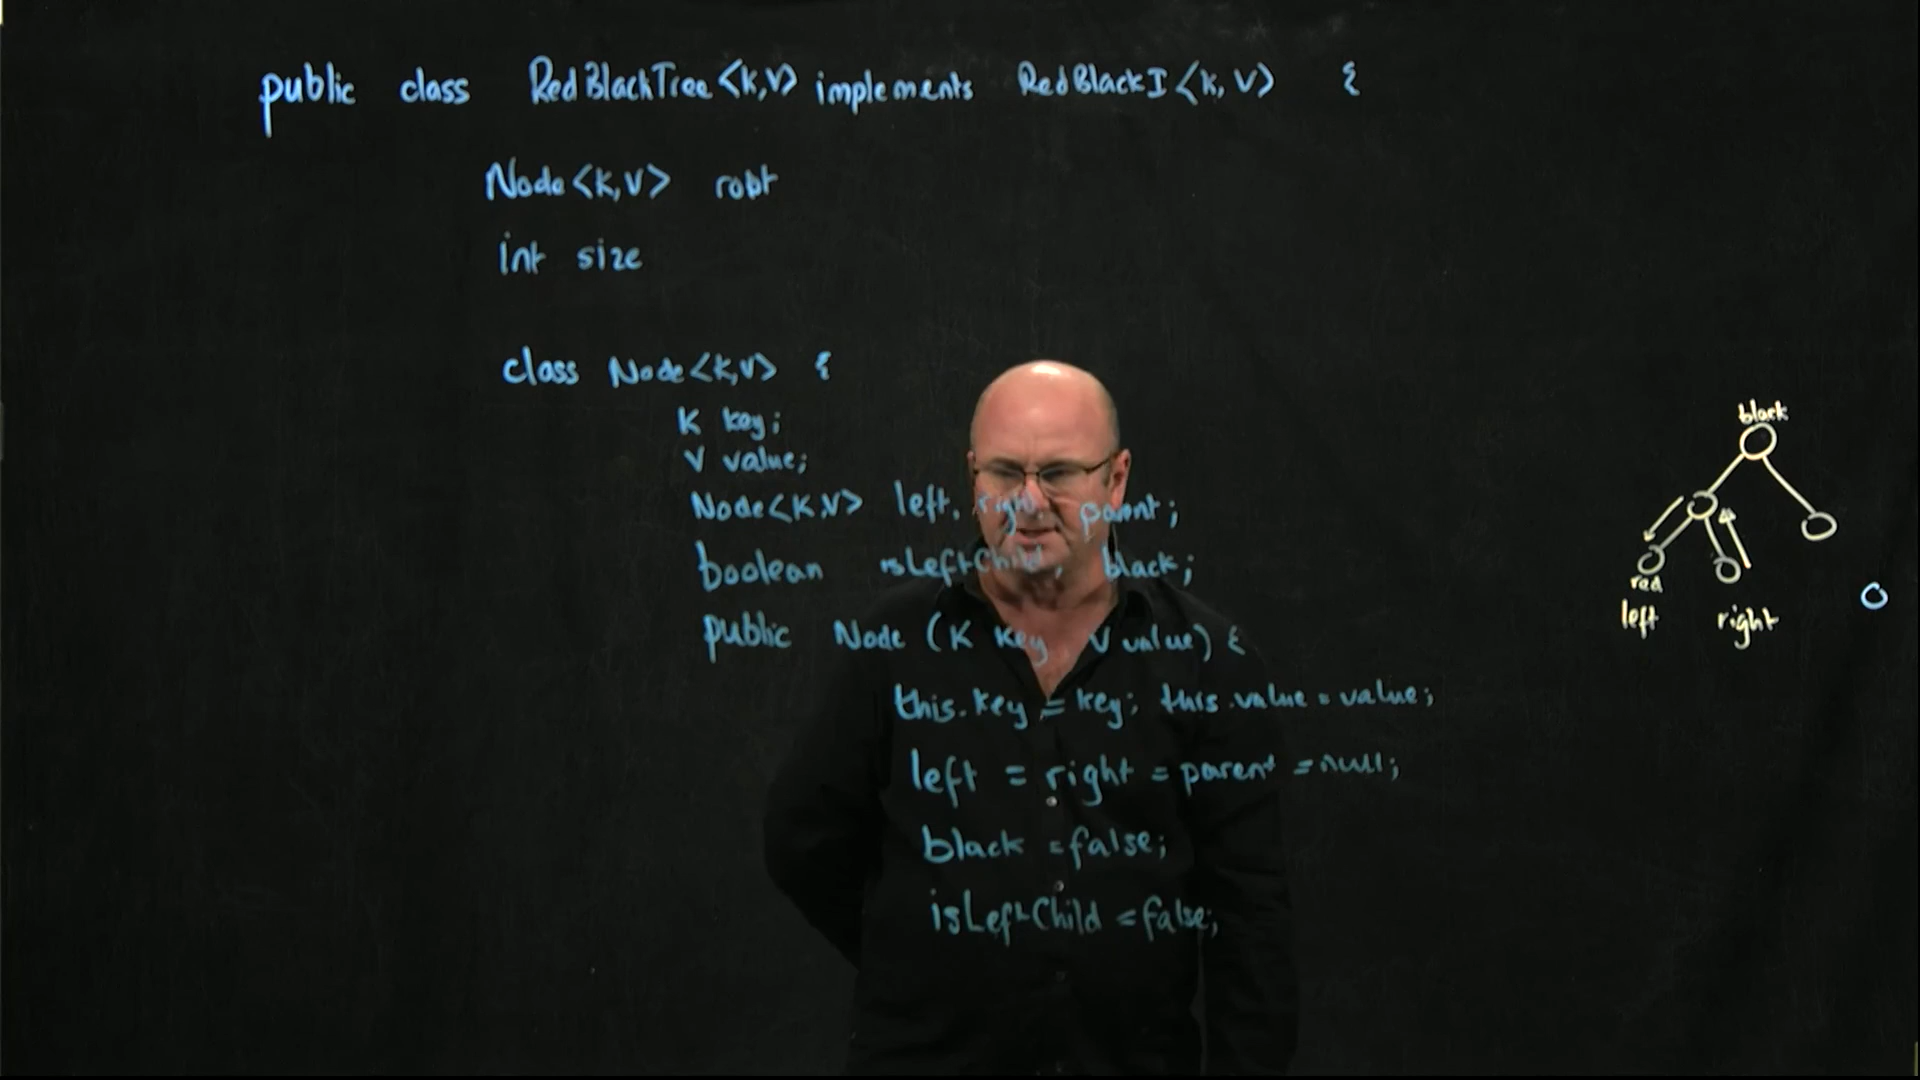 public class RedBlackTree<K,V> implements RedBlackI<K, V> {
Node<K,V> root
int size
class Node<K,V> {
K key;
V value;
Node<K,V> left, right, parent;
boolean isLeftChild, black;
public Node (K key V value) {
this.key = key; this.value = value;
left = right = parent = null;
black = false;
isLeftChild = false;
black
red
left right